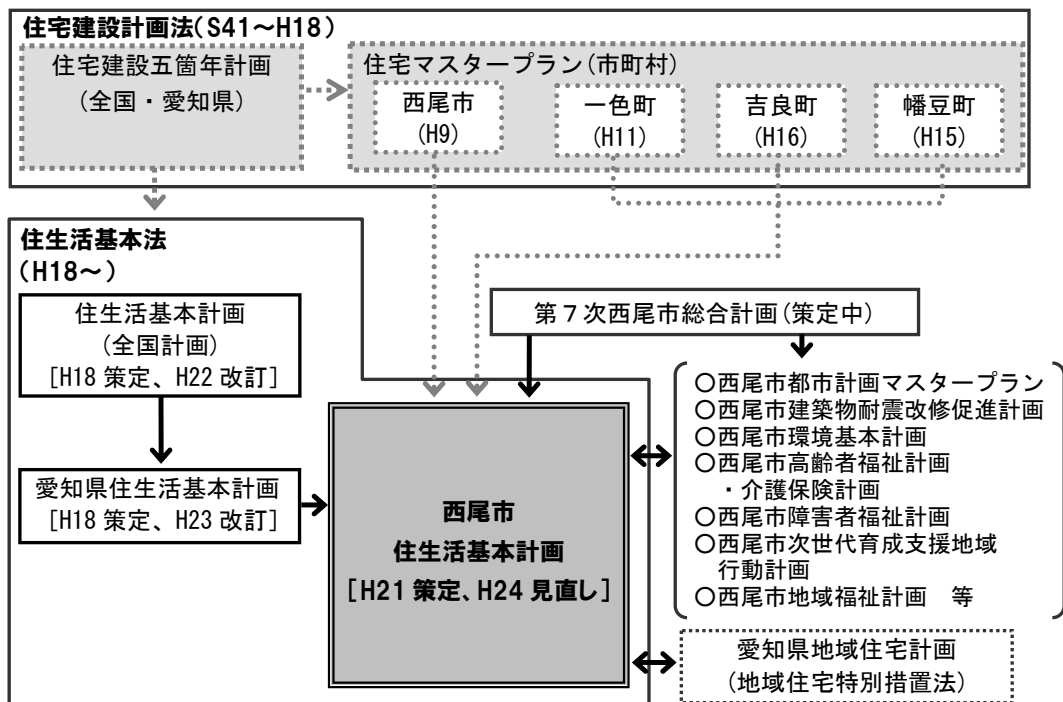 住宅建設計画法(S41～H18)
住宅建設五箇年計画
(全国・愛知県)
住宅マスタープラン(市町村)
西尾市
(H9)
一色町
(H11)
吉良町
(H16)
幡豆町
(H15)
住生活基本法
(H18～)
住生活基本計画
(全国計画)
[H18 策定、H22 改訂]
愛知県住生活基本計画
[H18 策定、H23 改訂]
第７次西尾市総合計画(策定中)
西尾市
住生活基本計画
[H21 策定、H24 見直し]
○西尾市都市計画マスタープラン
○西尾市建築物耐震改修促進計画
○西尾市環境基本計画
○西尾市高齢者福祉計画
・介護保険計画
○西尾市障害者福祉計画
○西尾市次世代育成支援地域
行動計画
○西尾市地域福祉計画　等
愛知県地域住宅計画
(地域住宅特別措置法)